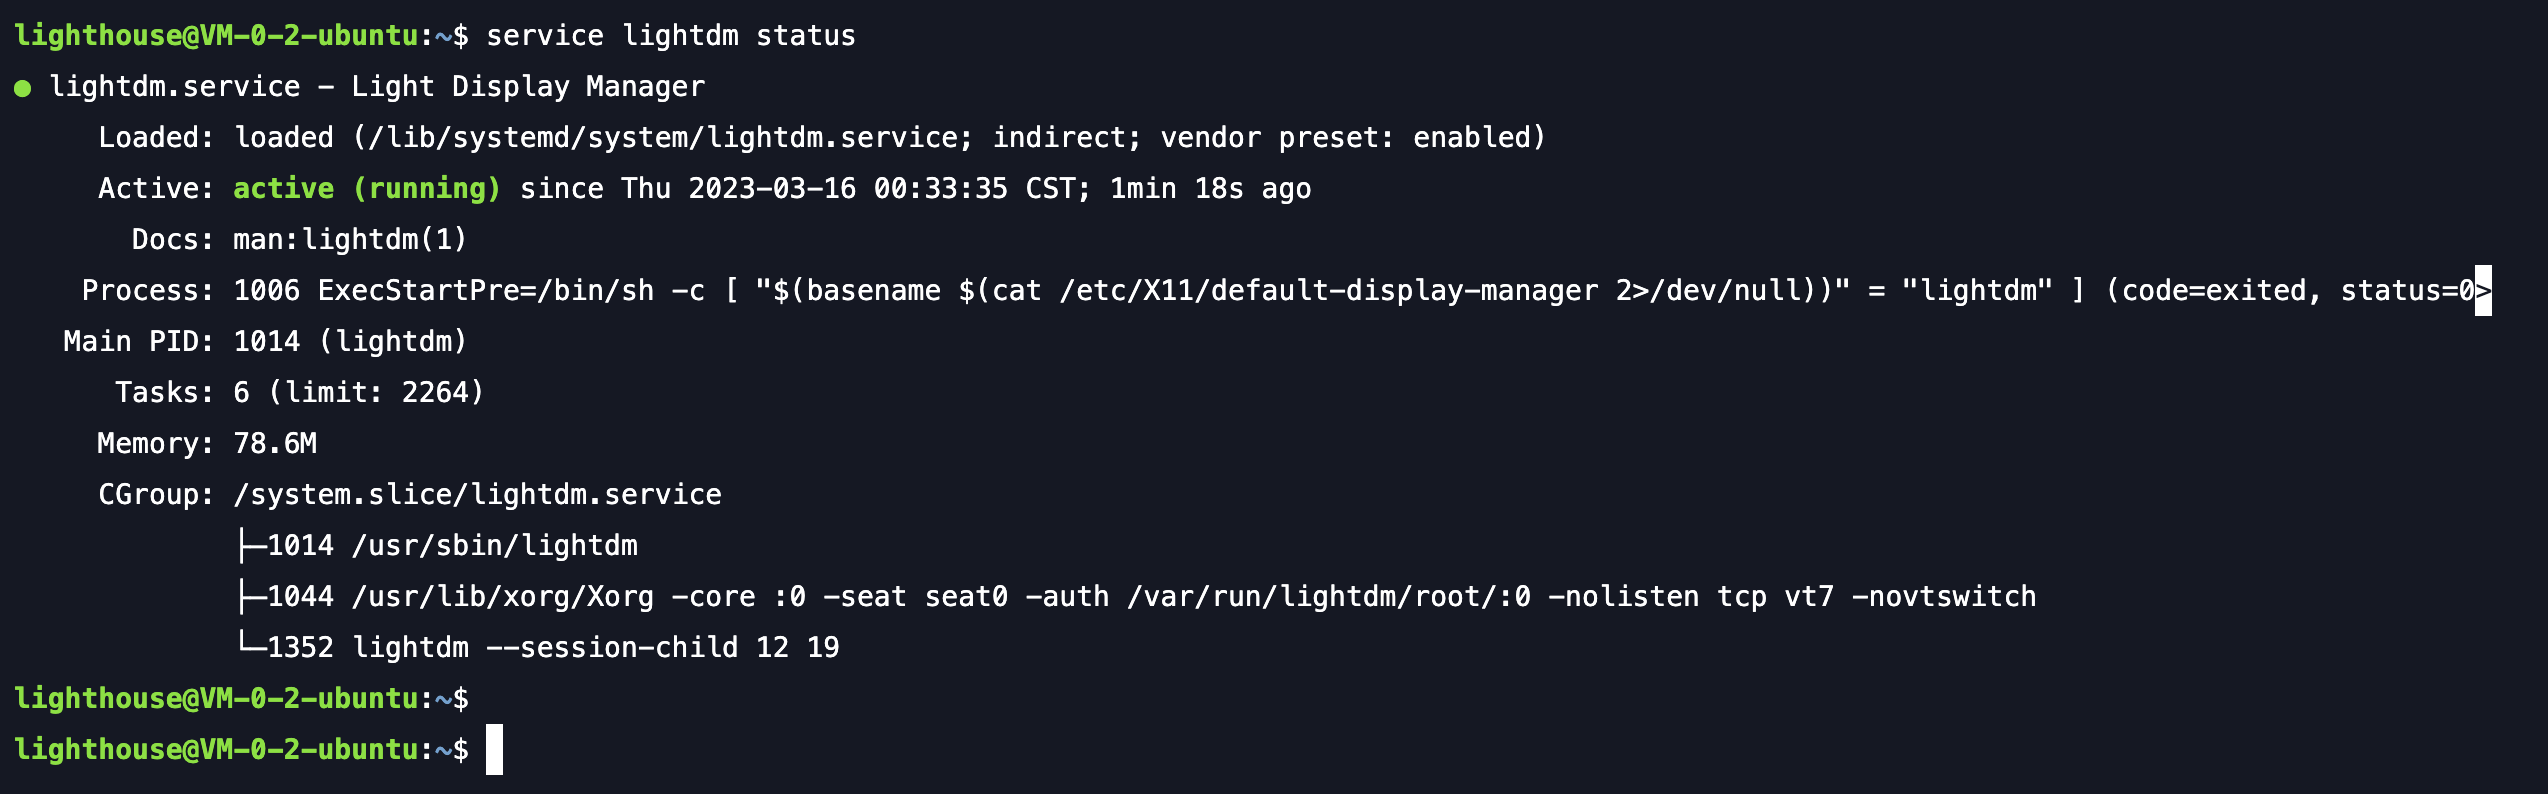 lighthouse@VM-0-2-ubuntu:~$ service lightdm status
● lightdm.service - Light Display Manager
Loaded: loaded (/lib/systemd/system/lightdm.service; indirect; vendor preset: enabled)
Active: active (running) since Thu 2023-03-16 00:33:35 CST; 1min 18s ago
Docs: man:lightdm(1)
Process: 1006 ExecStartPre=/bin/sh -c [ "$(basename $(cat /etc/X11/default-display-manager 2>/dev/null))" = "lightdm" ] (code=exited, status=0>
Main PID: 1014 (lightdm)
Tasks: 6 (limit: 2264)
Memory: 78.6M
CGroup: /system.slice/lightdm.service
├─1014 /usr/sbin/lightdm
├─1044 /usr/lib/xorg/Xorg -core :0 -seat seat0 -auth /var/run/lightdm/root/:0 -nolisten tcp vt7 -novtswitch
└─1352 lightdm --session-child 12 19
lighthouse@VM-0-2-ubuntu:~$
lighthouse@VM-0-2-ubuntu:~$